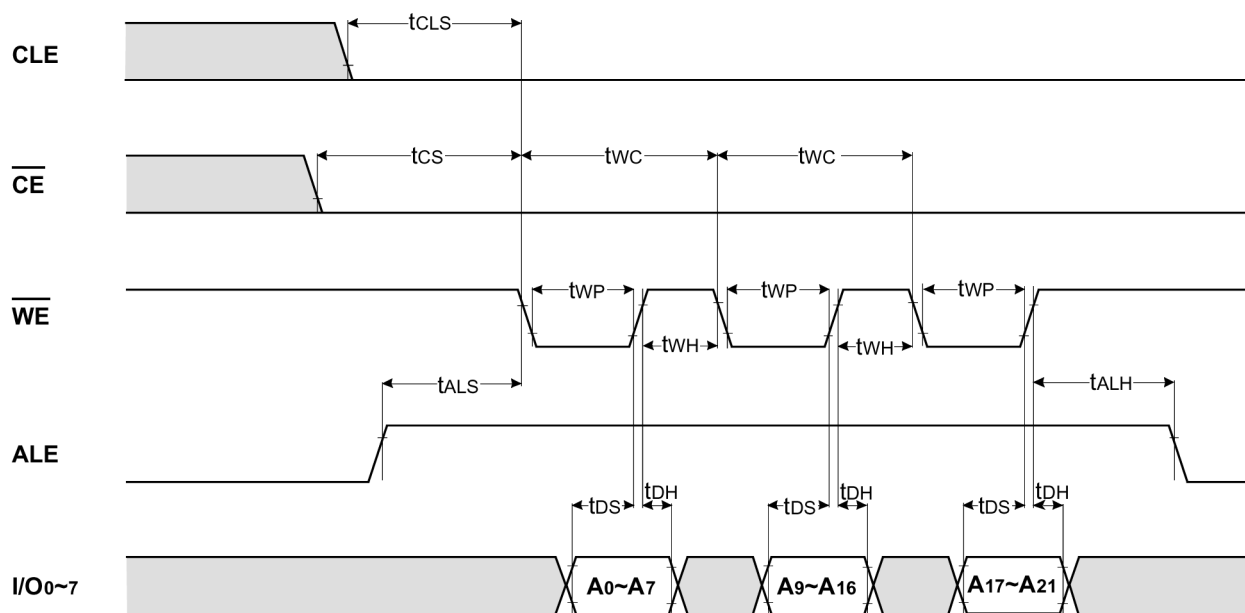 CLE
tCLS
CE
tCS
tWC
tWC
WE
tWP
tWP
tWP
tWH
tWH
ALE
tALS
tALH
tDS
tDH
tDS
tDH
tDS
tDH
I/O0~7
A0~A7
A9~A16
A17~A21